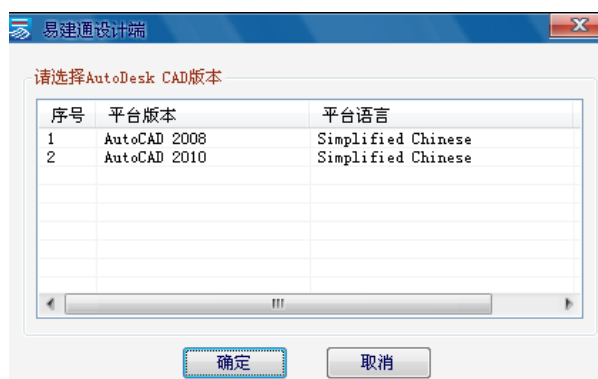 易建通设计端
请选择AutoDesk CAD版本
序号 平台版本 平台语言
1 AutoCAD 2008 Simplified Chinese
2 AutoCAD 2010 Simplified Chinese
确定 取消